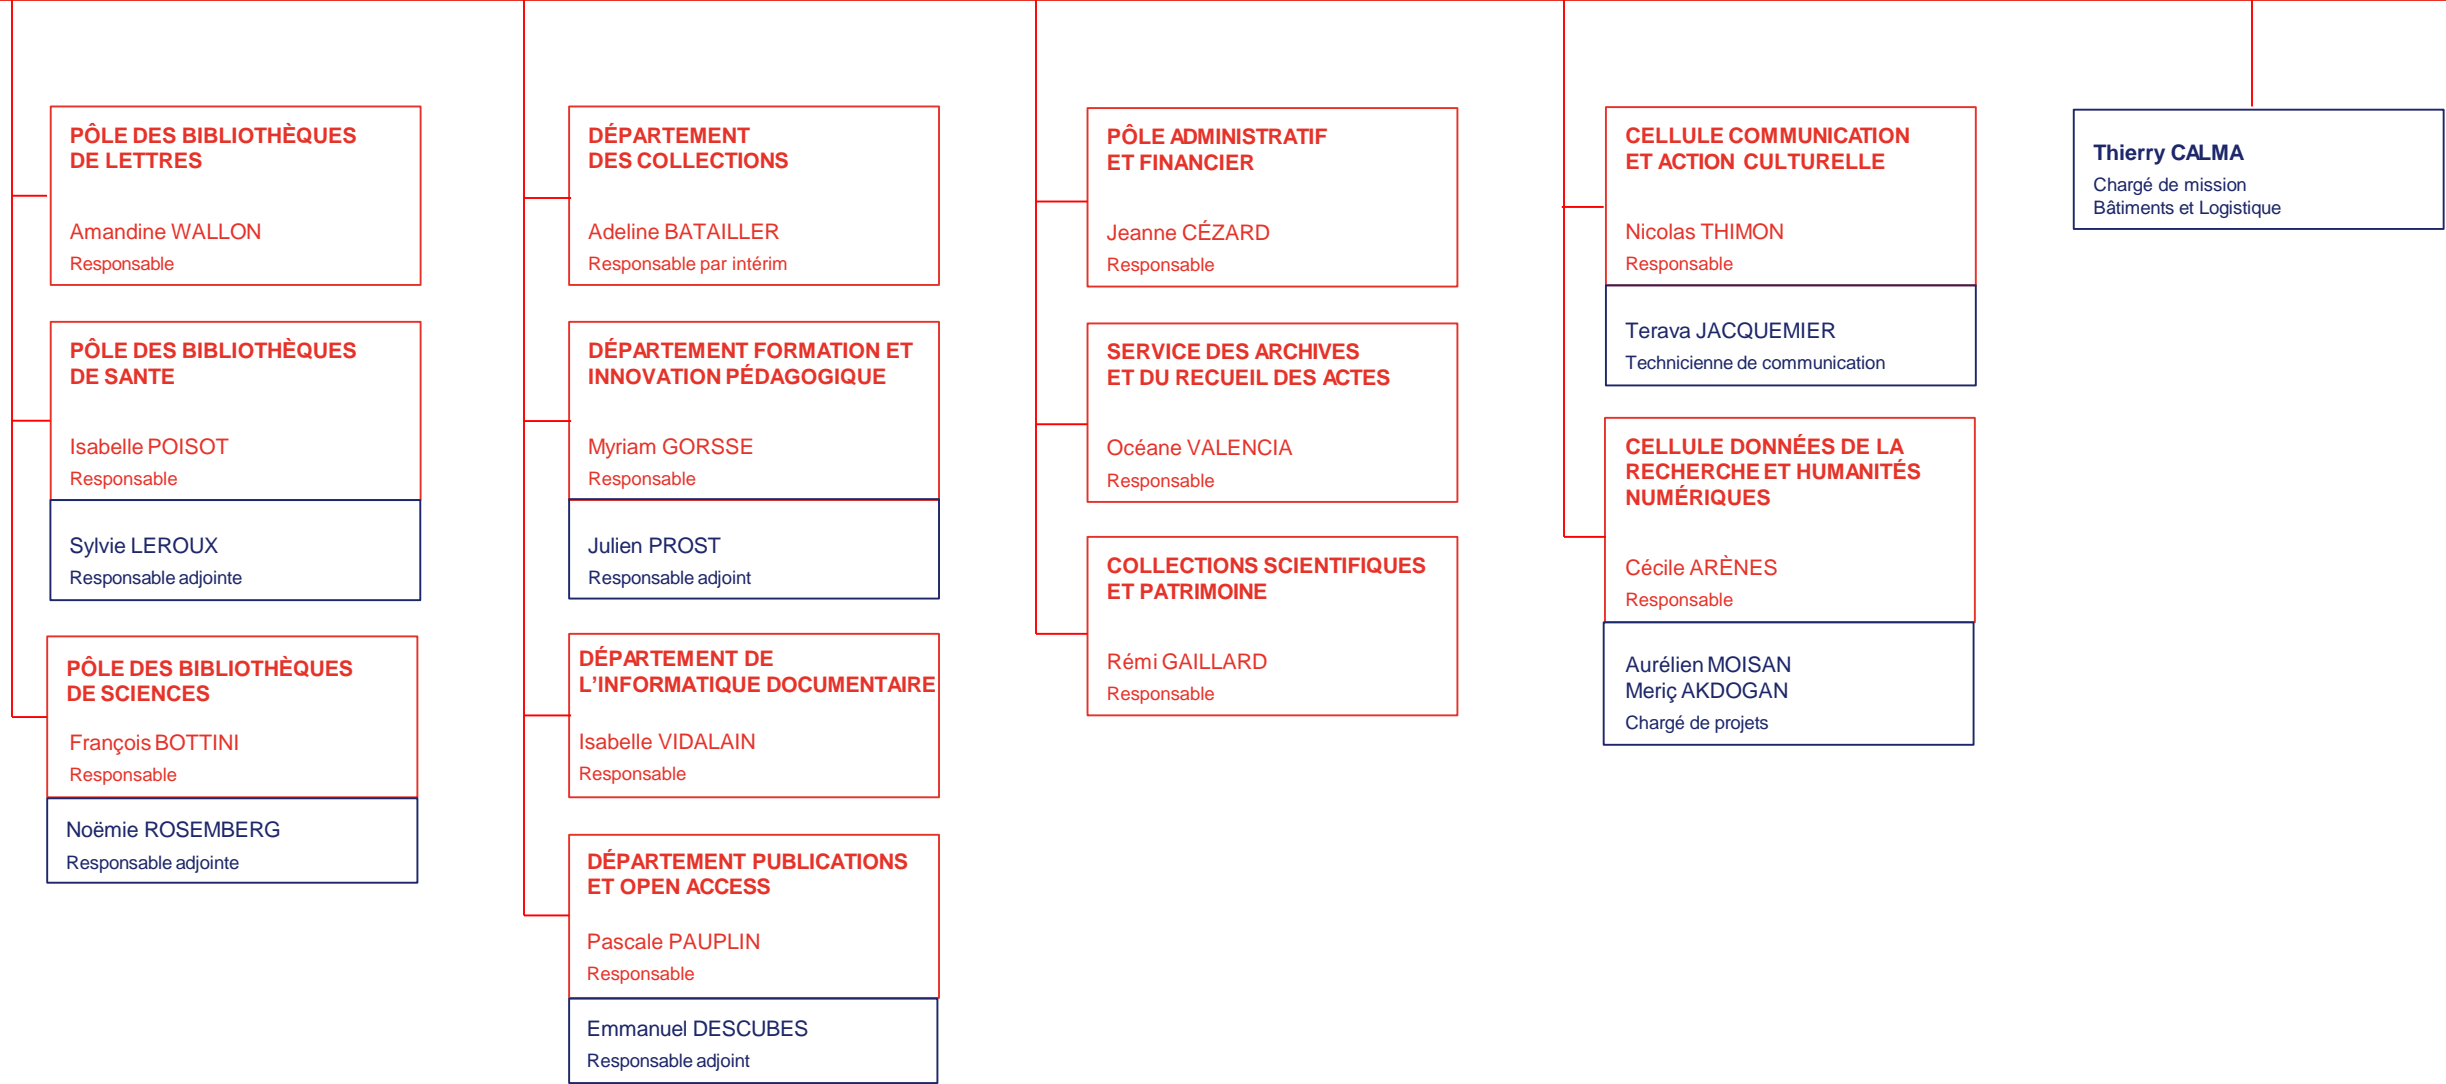 PÔLE DES BIBLIOTHÈQUES
DE LETTRES
Amandine WALLON
Responsable
PÔLE DES BIBLIOTHÈQUES
DE SANTE
Isabelle POISOT
Responsable
Sylvie LEROUX
Responsable adjointe
PÔLE DES BIBLIOTHÈQUES
DE SCIENCES
François BOTTINI
Responsable
Noëmie ROSEMBERG
Responsable adjointe
DÉPARTEMENT
DES COLLECTIONS
Adeline BATAILLER
Responsable par intérim
DÉPARTEMENT FORMATION ET
INNOVATION PÉDAGOGIQUE
Myriam GORSSE
Responsable
Julien PROST
Responsable adjoint
DÉPARTEMENT DE
L’INFORMATIQUE DOCUMENTAIRE
Isabelle VIDALAIN
Responsable
DÉPARTEMENT PUBLICATIONS
ET OPEN ACCESS
Pascale PAUPLIN
Responsable
Emmanuel DESCUBES
Responsable adjoint
PÔLE ADMINISTRATIF
ET FINANCIER
Jeanne CÉZARD
Responsable
SERVICE DES ARCHIVES
ET DU RECUEIL DES ACTES
Océane VALENCIA
Responsable
COLLECTIONS SCIENTIFIQUES
ET PATRIMOINE
Rémi GAILLARD
Responsable
CELLULE COMMUNICATION
ET ACTION CULTURELLE
Nicolas THIMON
Responsable
Terava JACQUEMIER
Technicienne de communication
CELLULE DONNÉES DE LA
RECHERCHE ET HUMANITÉS
NUMÉRIQUES
Cécile ARÈNES
Responsable
Aurélien MOISAN
Meriç AKDOGAN
Chargé de projets
Thierry CALMA
Chargé de mission
Bâtiments et Logistique